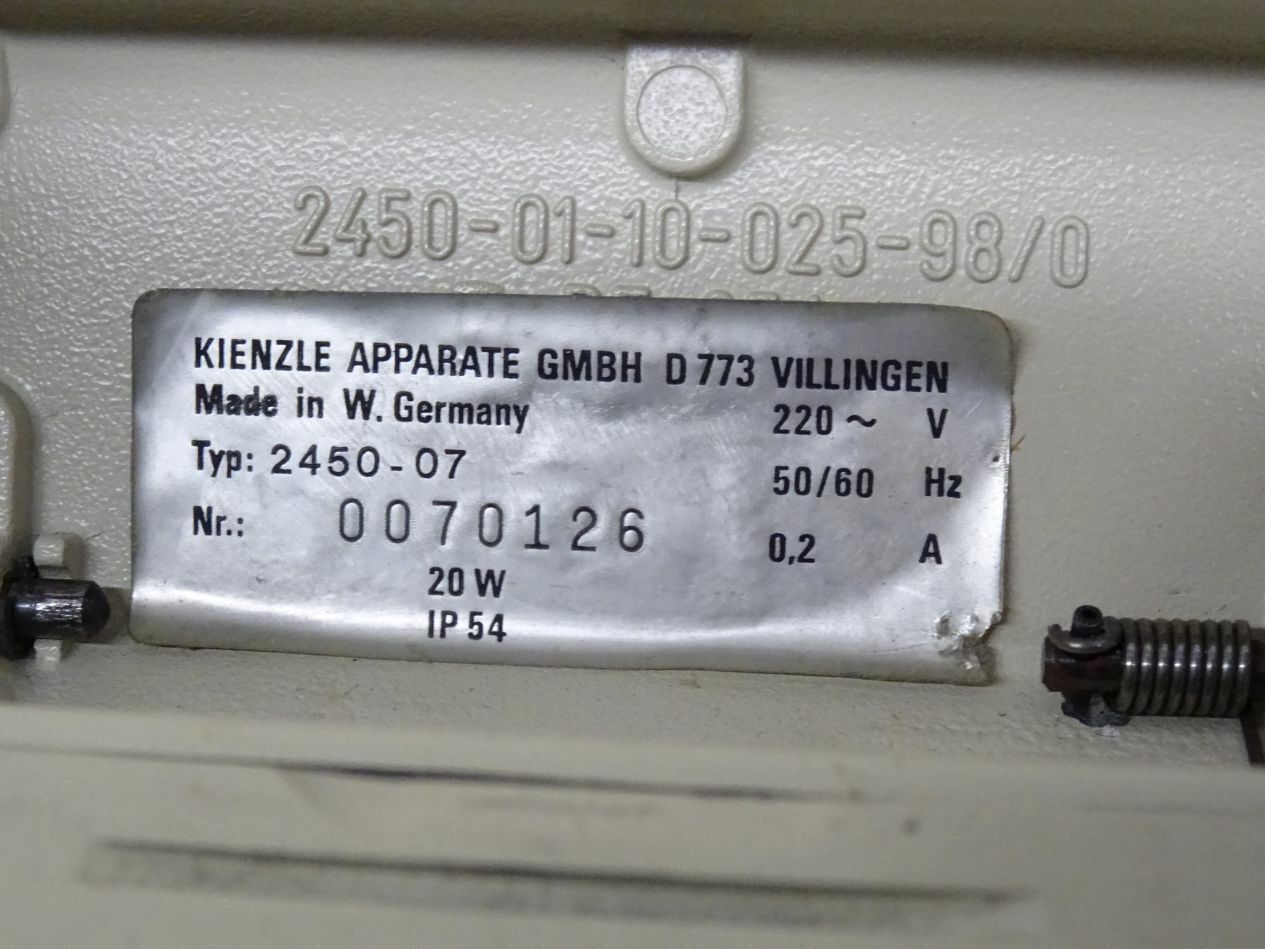 2450-01-10-025-98/0
KIENZLE APPARATE GMBH D 773 VILLINGEN
Made in W. Germany 220 ~ V
Typ: 2450-07 50/60 Hz
Nr.: 0070126 0,2 A
20 W
IP 54